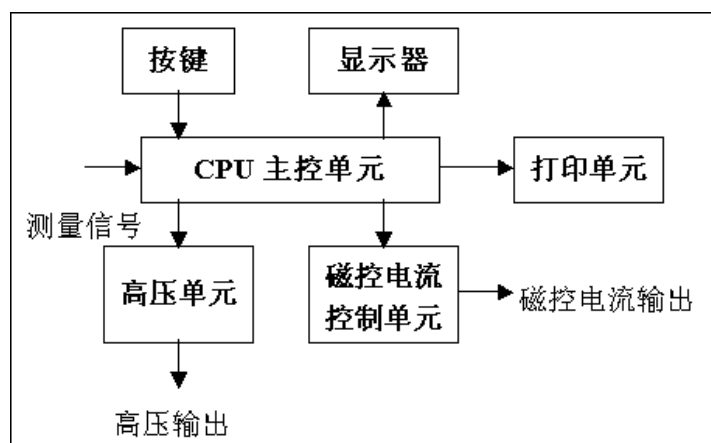 按键
显示器
CPU 主控单元
打印单元
测量信号
高压单元
磁控电流
控制单元
磁控电流输出
高压输出